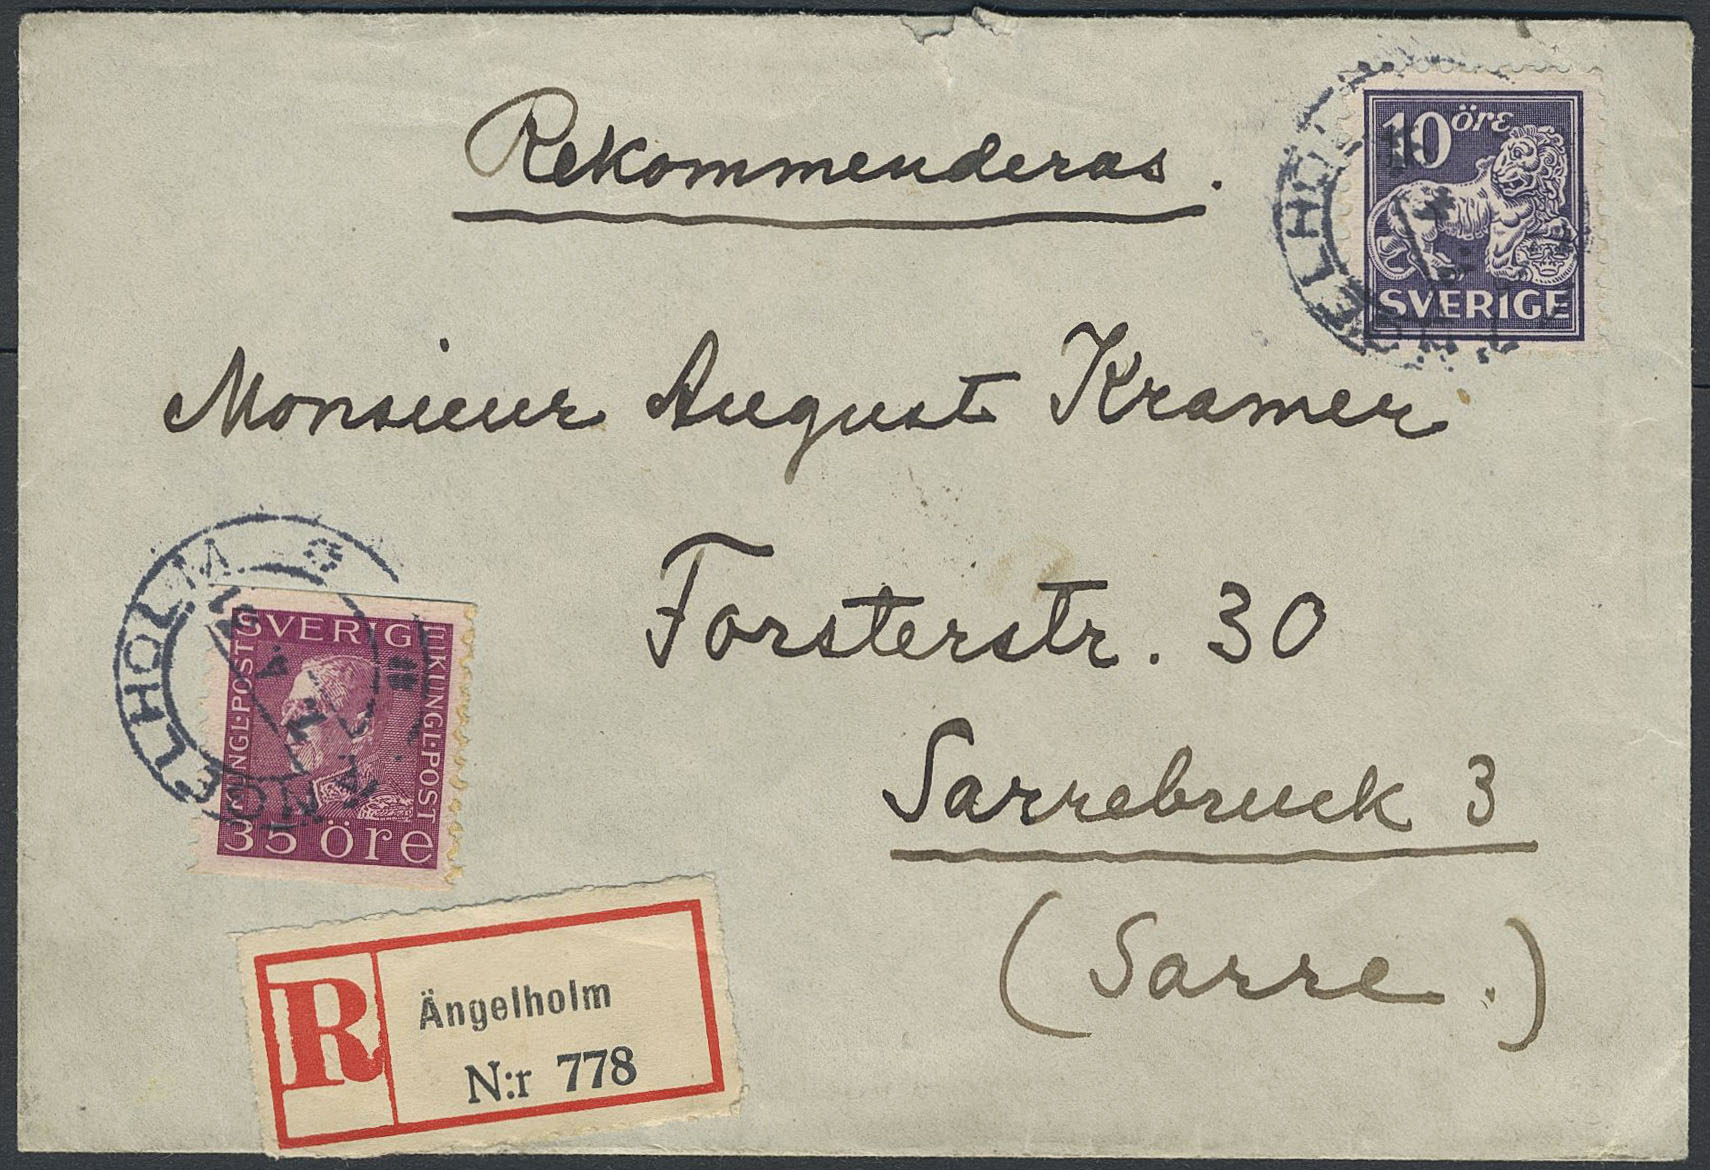 Rekommenderas.
10 öre
SVERIGE
Monsieur August Kramer
Forsterstr. 30
Sarrebruck 3
(Sarre.)
SVERIGE
KUNGL·POST
KUNGL·POST
35 öre
ELHOLM
R
Ängelholm
N:r 778